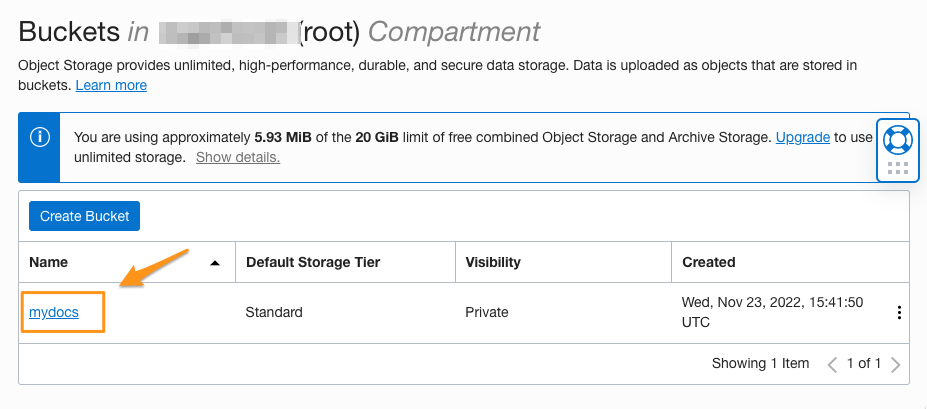 Buckets in (root) Compartment
Object Storage provides unlimited, high-performance, durable, and secure data storage. Data is uploaded as objects that are stored in
buckets. Learn more
You are using approximately 5.93 MiB of the 20 GiB limit of free combined Object Storage and Archive Storage. Upgrade to use
unlimited storage. Show details.
Create Bucket
Name Default Storage Tier Visibility Created
mydocs Standard Private Wed, Nov 23, 2022, 15:41:50
UTC
Showing 1 Item 1 of 1